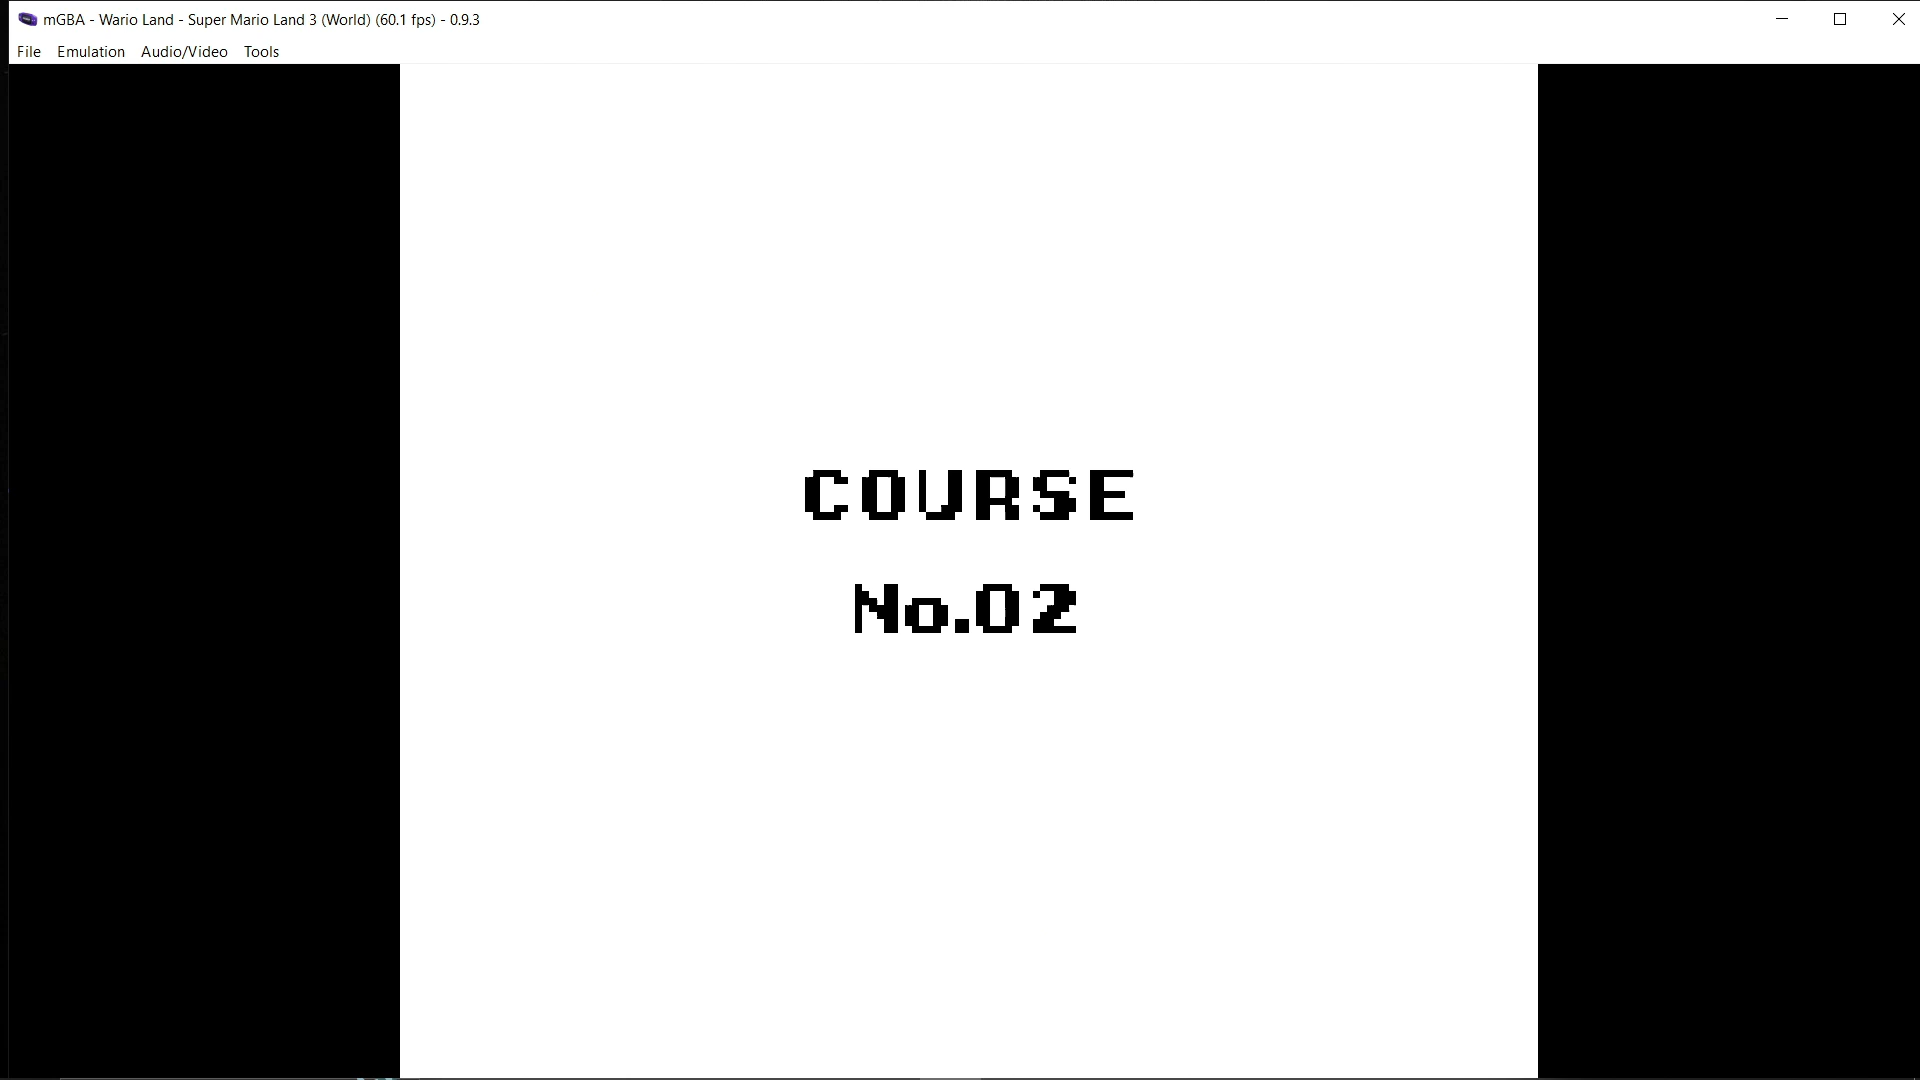 mGBA - Wario Land - Super Mario Land 3 (World) (60.1 fps) - 0.9.3
File Emulation Audio/Video Tools
COURSE
No.02